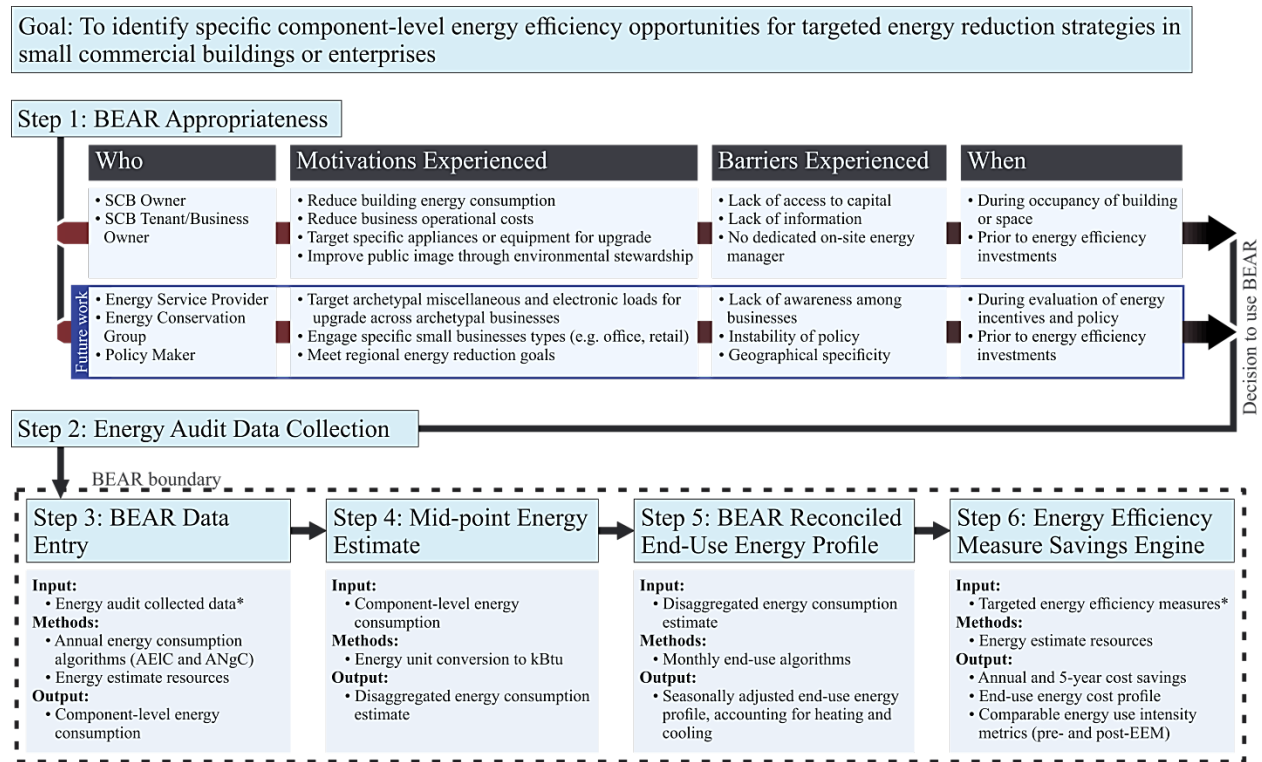 Goal: To identify specific component-level energy efficiency opportunities for targeted energy reduction strategies in
small commercial buildings or enterprises
Step 1: BEAR Appropriateness
Who
• SCB Owner
• SCB Tenant/Business
Owner
Motivations Experienced
• Reduce building energy consumption
• Reduce business operational costs
• Target specific appliances or equipment for upgrade
• Improve public image through environmental stewardship
Barriers Experienced
• Lack of access to capital
• Lack of information
• No dedicated on-site energy
manager
When
• During occupancy of building
or space
• Prior to energy efficiency
investments
Future work
• Energy Service Provider
• Energy Conservation
Group
• Policy Maker
• Target archetypal miscellaneous and electronic loads for
upgrade across archetypal businesses
• Engage specific small businesses types (e.g. office, retail)
• Meet regional energy reduction goals
• Lack of awareness among
businesses
• Instability of policy
• Geographical specificity
• During evaluation of energy
incentives and policy
• Prior to energy efficiency
investments
Decision to use BEAR
Step 2: Energy Audit Data Collection
BEAR boundary
Step 3: BEAR Data
Entry
Input:
• Energy audit collected data*
Methods:
• Annual energy consumption
algorithms (AElC and ANgC)
• Energy estimate resources
Output:
• Component-level energy
consumption
Step 4: Mid-point Energy
Estimate
Input:
• Component-level energy
consumption
Methods:
• Energy unit conversion to kBtu
Output:
• Disaggregated energy consumption
estimate
Step 5: BEAR Reconciled
End-Use Energy Profile
Input:
• Disaggregated energy consumption
estimate
Methods:
• Monthly end-use algorithms
Output:
• Seasonally adjusted end-use energy
profile, accounting for heating and
cooling
Step 6: Energy Efficiency
Measure Savings Engine
Input:
• Targeted energy efficiency measures*
Methods:
• Energy estimate resources
Output:
• Annual and 5-year cost savings
• End-use energy cost profile
• Comparable energy use intensity
metrics (pre- and post-EEM)